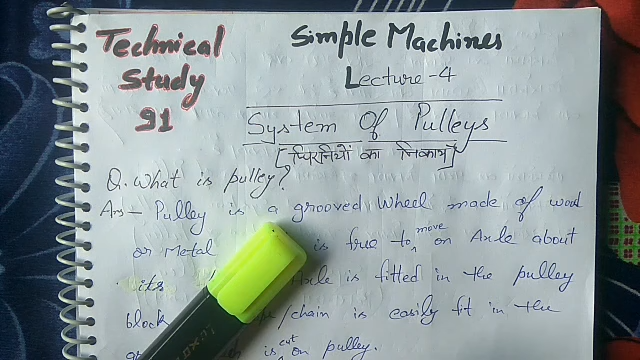 Technical
Study
91
Simple Machines
Lecture-4
System Of Pulleys
[घिरनियों का निकाय]
Q. What is pulley?
Ans - Pulley is a grooved Wheel made of wood
or Metal is free to move on Axle about
its Axle is fitted in the pulley
block /chain is easily fit in the
is cut on pulley.